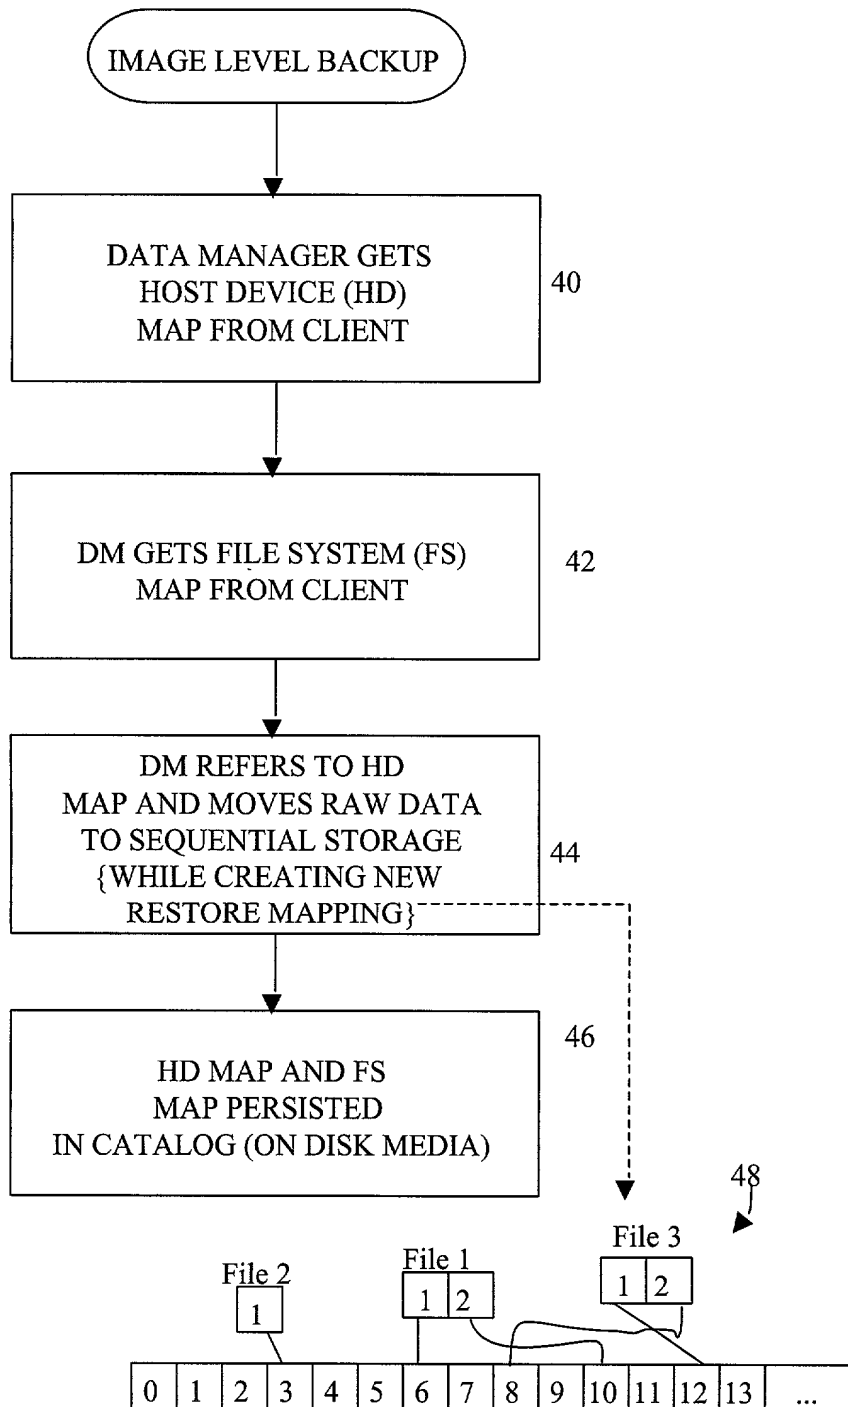 IMAGE LEVEL BACKUP
DATA MANAGER GETS
HOST DEVICE (HD)
MAP FROM CLIENT
40
DM GETS FILE SYSTEM (FS)
MAP FROM CLIENT
42
DM REFERS TO HD
MAP AND MOVES RAW DATA
TO SEQUENTIAL STORAGE
{WHILE CREATING NEW
RESTORE MAPPING}
44
HD MAP AND FS
MAP PERSISTED
IN CATALOG (ON DISK MEDIA)
46
48
File 2
1
File 1
1 2
File 3
1 2
0 1 2 3 4 5 6 7 8 9 10 11 12 13 ...